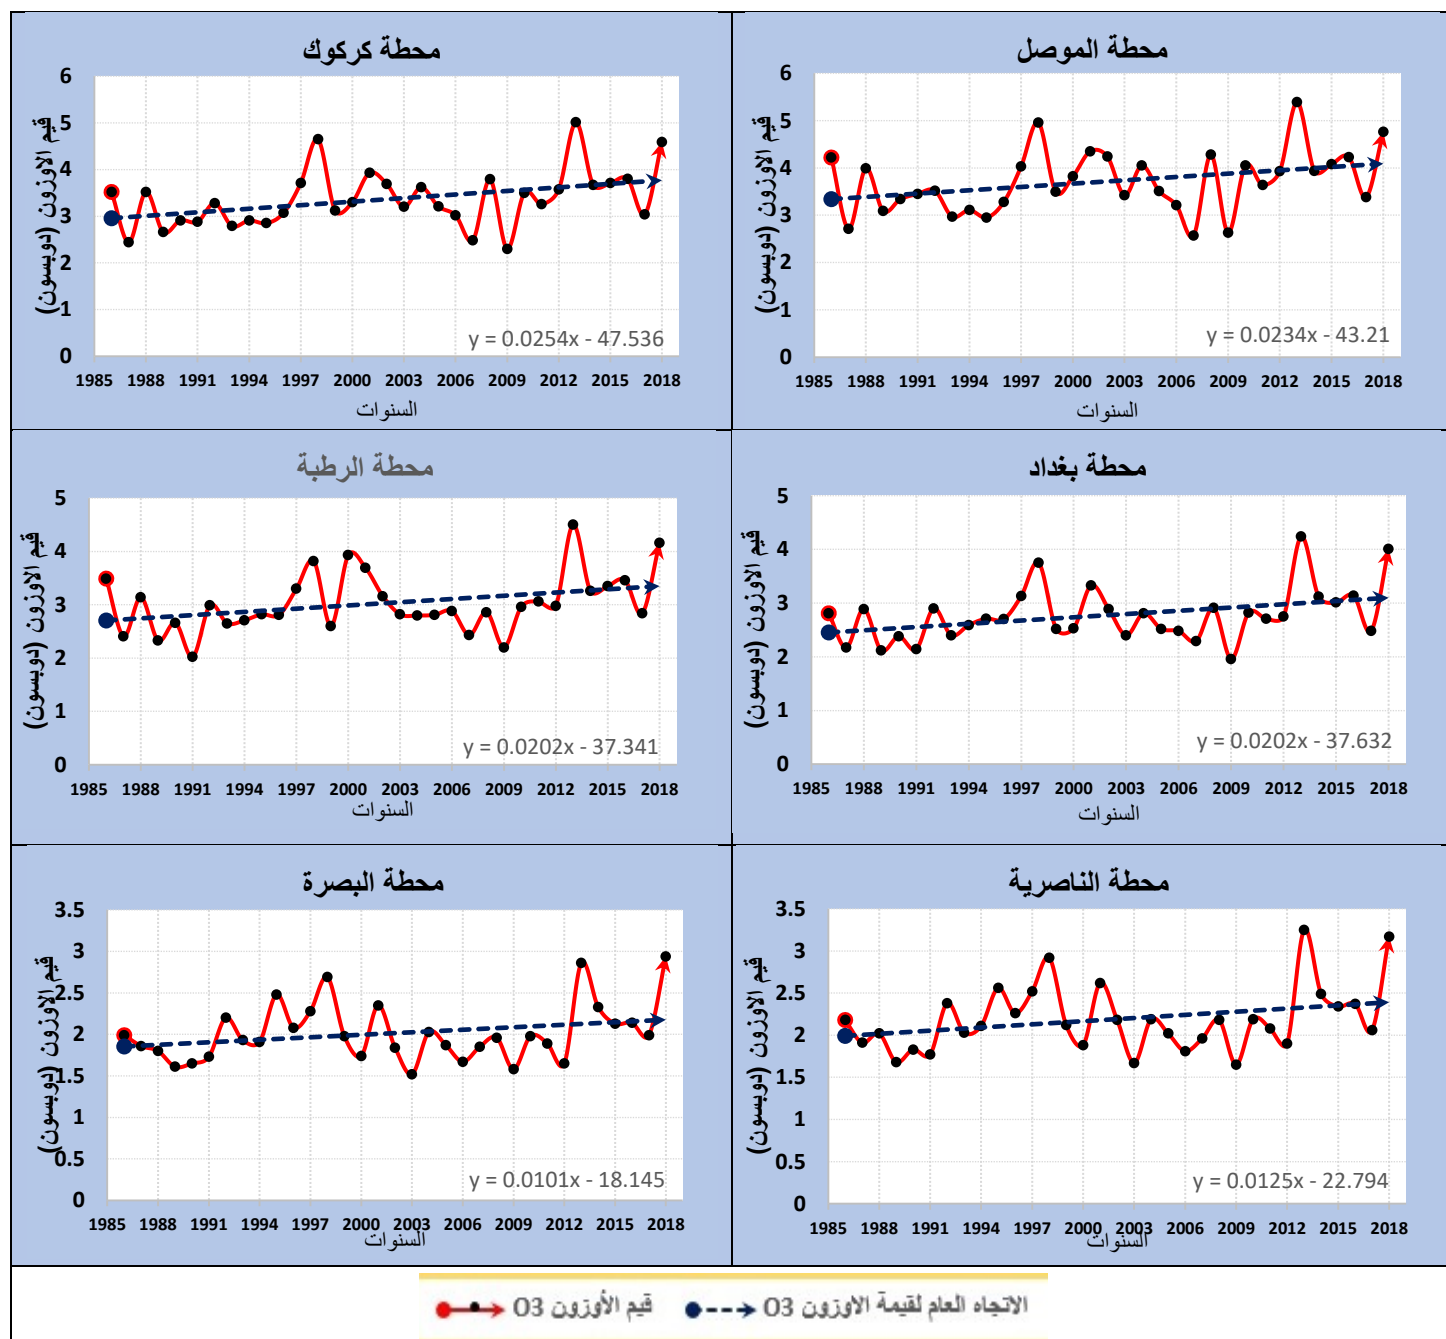 محطة الموصل
قيم الاوزون (دوبسون)
6
5
4
3
2
1
0
y = 0.0234x - 43.21
1985 1988 1991 1994 1997 2000 2003 2006 2009 2012 2015 2018
السنوات
محطة كركوك
قيم الاوزون (دوبسون)
6
5
4
3
2
1
0
y = 0.0254x - 47.536
1985 1988 1991 1994 1997 2000 2003 2006 2009 2012 2015 2018
السنوات
محطة بغداد
قيم الاوزون (دوبسون)
5
4
3
2
1
0
y = 0.0202x - 37.632
1985 1988 1991 1994 1997 2000 2003 2006 2009 2012 2015 2018
السنوات
محطة الرطبة
قيم الاوزون (دوبسون)
5
4
3
2
1
0
y = 0.0202x - 37.341
1985 1988 1991 1994 1997 2000 2003 2006 2009 2012 2015 2018
السنوات
محطة الناصرية
قيم الاوزون (دوبسون)
3.5
3
2.5
2
1.5
1
0.5
0
y = 0.0125x - 22.794
1985 1988 1991 1994 1997 2000 2003 2006 2009 2012 2015 2018
السنوات
محطة البصرة
قيم الاوزون (دوبسون)
3.5
3
2.5
2
1.5
1
0.5
0
y = 0.0101x - 18.145
1985 1988 1991 1994 1997 2000 2003 2006 2009 2012 2015 2018
السنوات
الاتجاه العام لقيمة الاوزون O3
قيم الأوزون O3